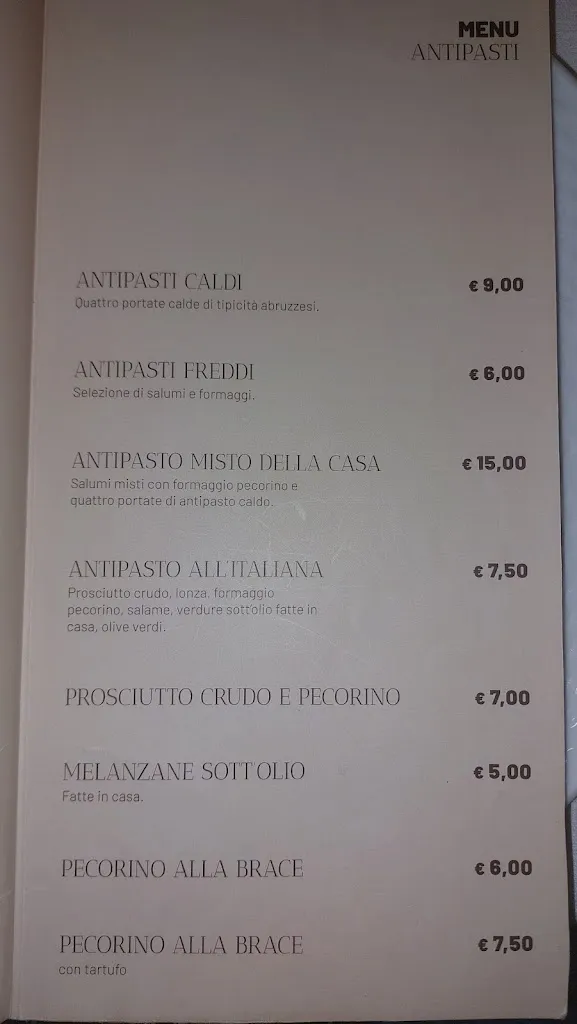 MENU
ANTIPASTI
ANTIPASTI CALDI € 9,00
Quattro portate calde di tipicità abruzzesi.
ANTIPASTI FREDDI € 6,00
Selezione di salumi e formaggi.
ANTIPASTO MISTO DELLA CASA € 15,00
Salumi misti con formaggio pecorino e
quattro portate di antipasto caldo.
ANTIPASTO ALL'ITALIANA € 7,50
Prosciutto crudo, lonza, formaggio
pecorino, salame, verdure sott'olio fatte in
casa, olive verdi.
PROSCIUTTO CRUDO E PECORINO € 7,00
MELANZANE SOTT'OLIO € 5,00
Fatte in casa.
PECORINO ALLA BRACE € 6,00
PECORINO ALLA BRACE € 7,50
con tartufo